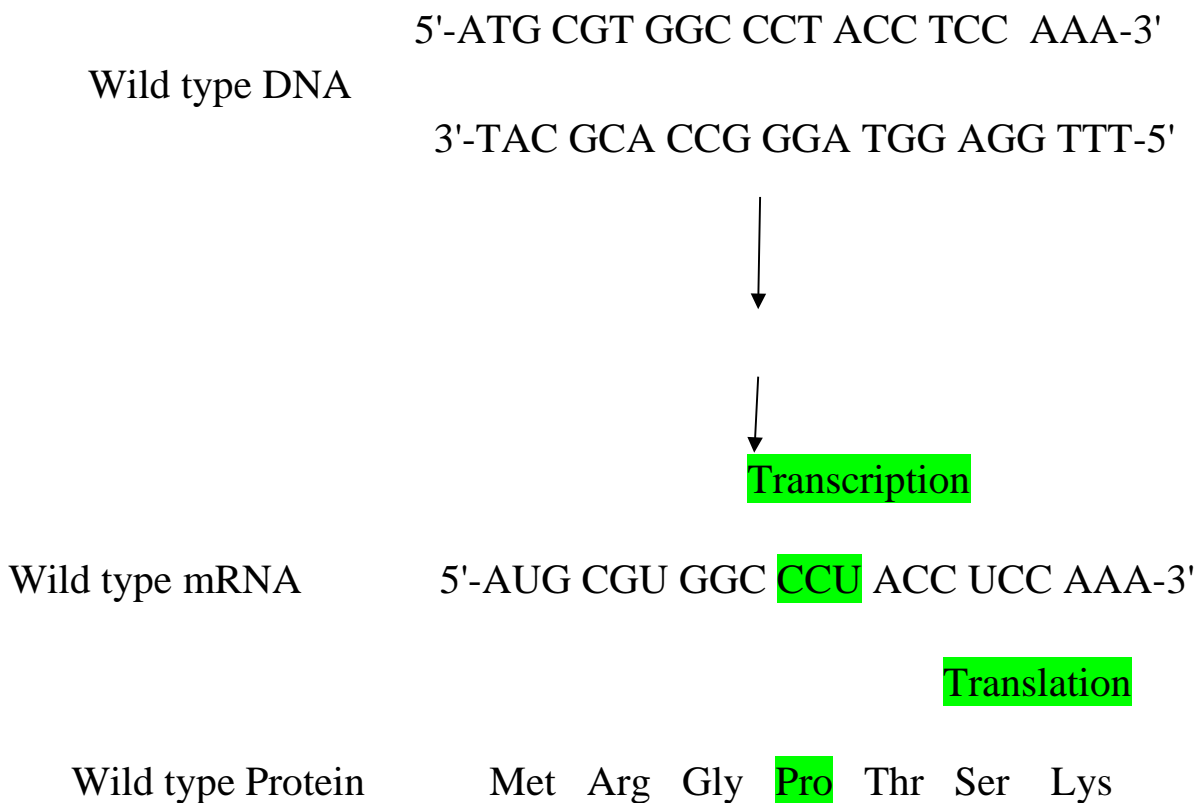 5'-ATG CGT GGC CCT ACC TCC  AAA-3'
Wild type DNA
3'-TAC GCA CCG GGA TGG AGG TTT-5'
Transcription
Wild type mRNA 5'-AUG CGU GGC CCU ACC UCC AAA-3'
Translation
Wild type Protein Met Arg Gly Pro Thr Ser Lys